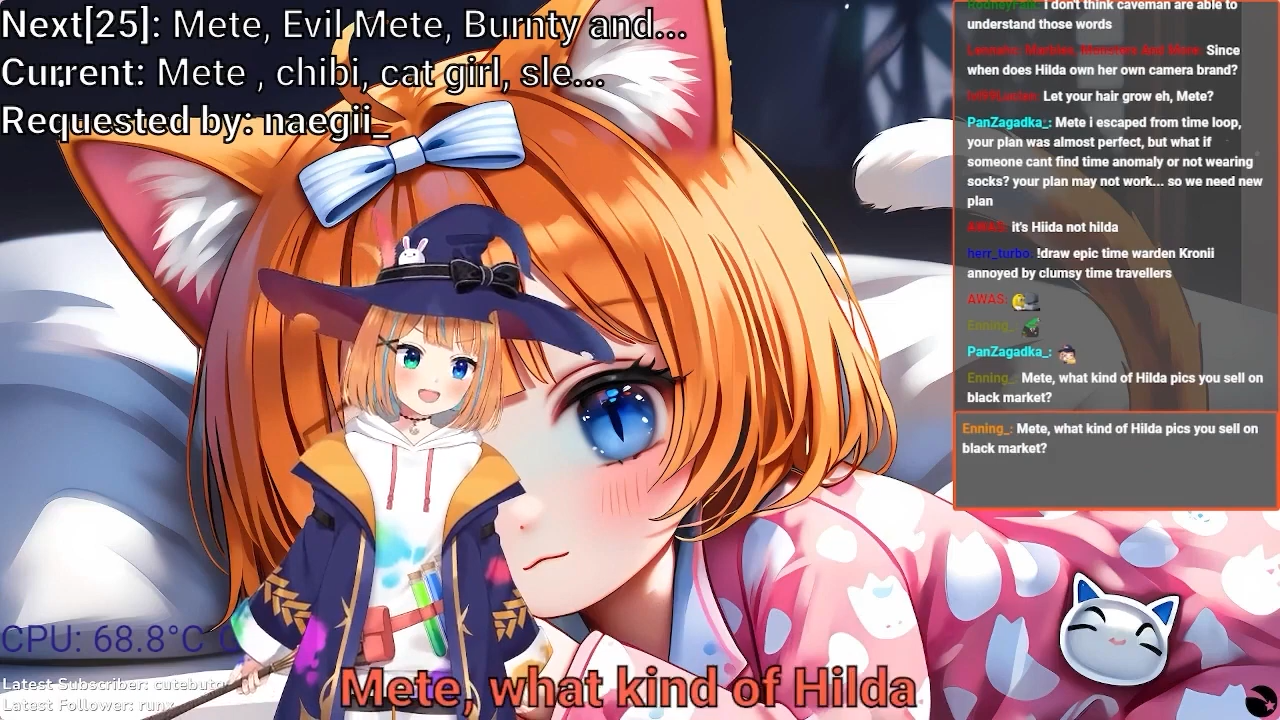 Next[25]: Mete, Evil Mete, Burnty and...
Current: Mete , chibi, cat girl, sle...
Requested by: naegii_
RodneyFalk: I don't think caveman are able to
understand those words
Since
when does Hilda own her own camera brand?
Let your hair grow eh, Mete?
PanZagadka_: Mete i escaped from time loop,
your plan was almost perfect, but what if
someone cant find time anomaly or not wearing
socks? your plan may not work... so we need new
plan
AWAS: it's Hiida not hilda
herr_turbo: !draw epic time warden Kronii
annoyed by clumsy time travellers
AWAS:
Enning_:
PanZagadka_:
Enning_: Mete, what kind of Hilda pics you sell on
black market?
Enning_: Mete, what kind of Hilda pics you sell on
black market?
CPU: 68.8°C
Latest Subscriber: cutebutq
Latest Follower: runx
Mete, what kind of Hilda